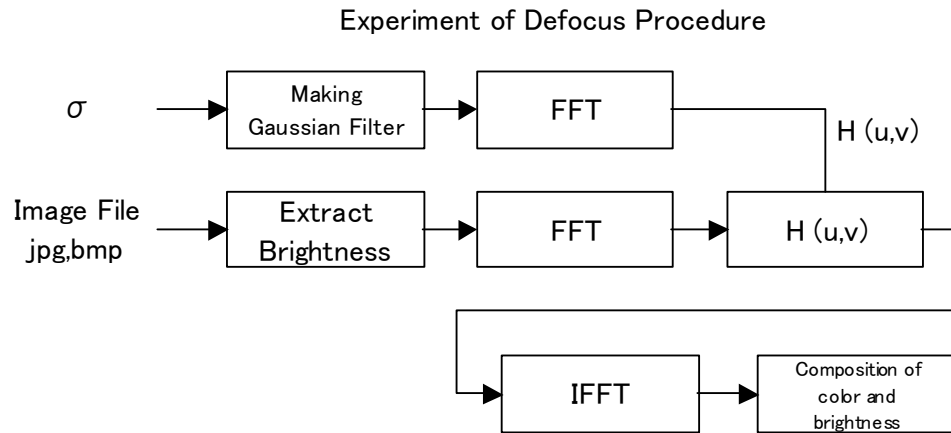 Experiment of Defocus Procedure
σ
Making
Gaussian Filter
FFT
H (u,v)
Image File
jpg,bmp
Extract
Brightness
FFT
H (u,v)
IFFT
Composition of
color and
brightness